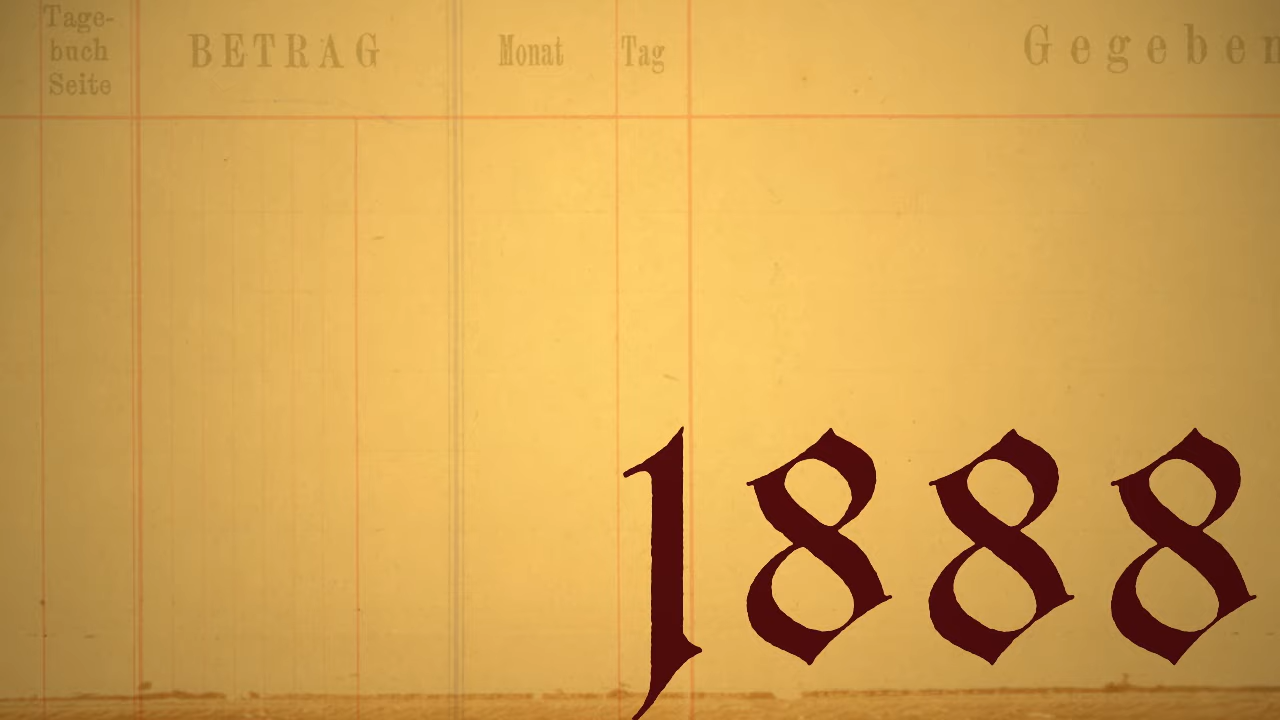 Tage-
buch
Seite
BETRAG
Monat
Tag
Gegeben
1888